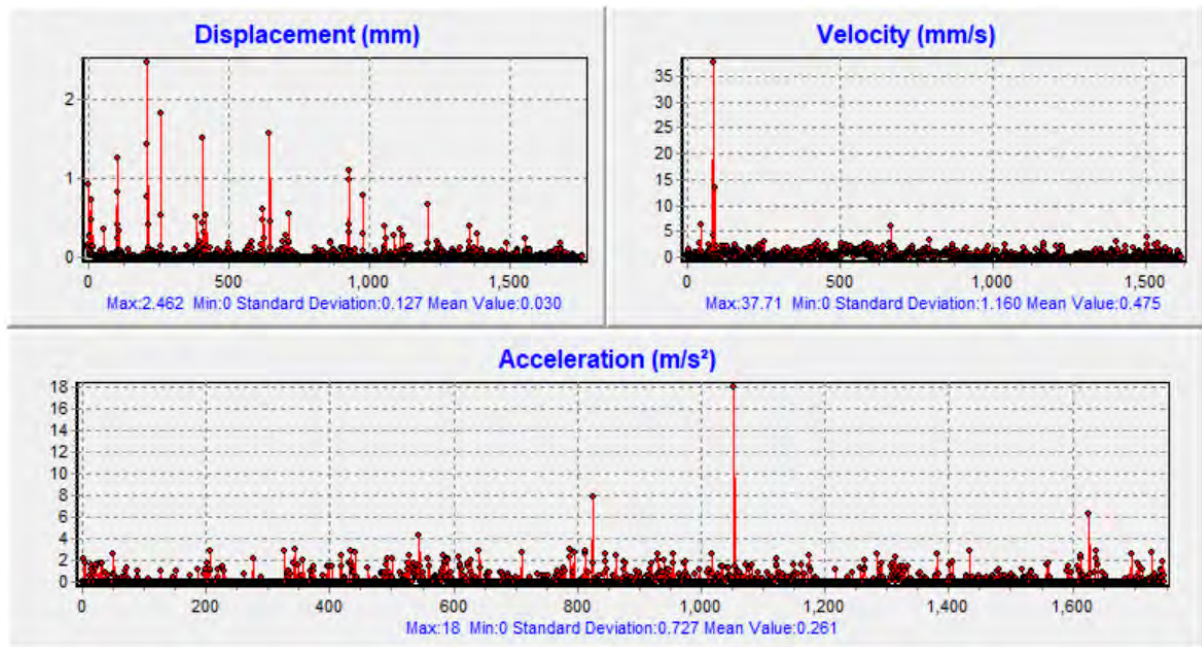 Displacement (mm)
2
1
0
0 500 1,000 1,500
Max:2.462 Min:0 Standard Deviation:0.127 Mean Value:0.030
Velocity (mm/s)
35
30
25
20
15
10
5
0
0 500 1,000 1,500
Max:37.71 Min:0 Standard Deviation:1.160 Mean Value:0.475
Acceleration (m/s²)
18
16
14
12
10
8
6
4
2
0
0 200 400 600 800 1,000 1,200 1,400 1,600
Max:18 Min:0 Standard Deviation:0.727 Mean Value:0.261